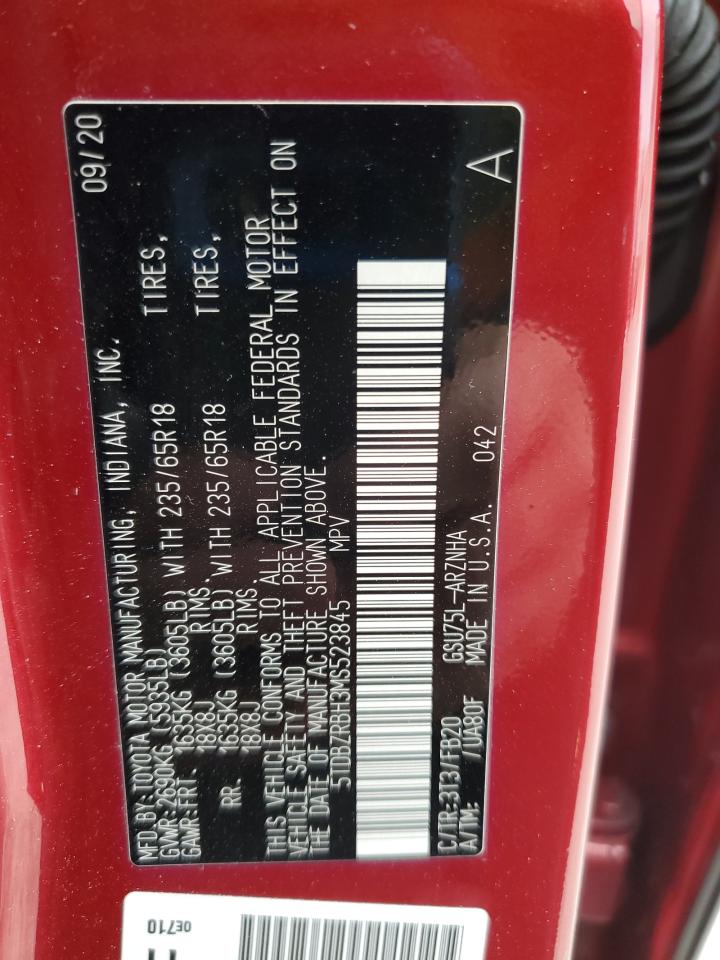 MFD. BY: TOYOTA MOTOR MANUFACTURING, INDIANA, INC. 09/20
GVWR: 2690KG (5935LB)
GAWR: FRT. 1635KG (3605LB) WITH 235/65R18 TIRES,
18X8J RIMS.
RR. 1635KG (3605LB) WITH 235/65R18 TIRES,
18X8J RIMS
THIS VEHICLE CONFORMS TO ALL APPLICABLE FEDERAL MOTOR
VEHICLE SAFETY AND THEFT PREVENTION STANDARDS IN EFFECT ON
THE DATE OF MANUFACTURE SHOWN ABOVE.
5TDBZRBH3MS523845 MPV
C/TR:3T3/FB20 GSU75L-ARZNHA
A/TM: /UA80F MADE IN U.S.A. 042 A
0E710